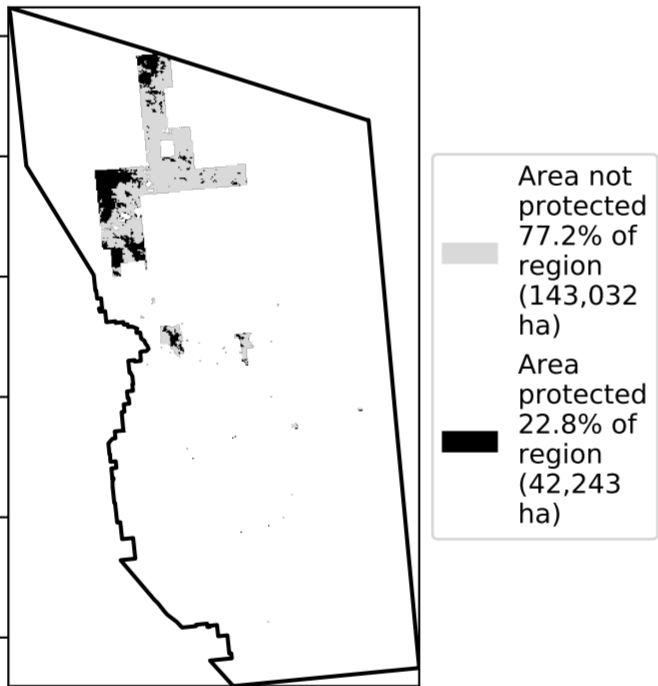 Area not
protected
77.2% of
region
(143,032
ha)
Area
protected
22.8% of
region
(42,243
ha)